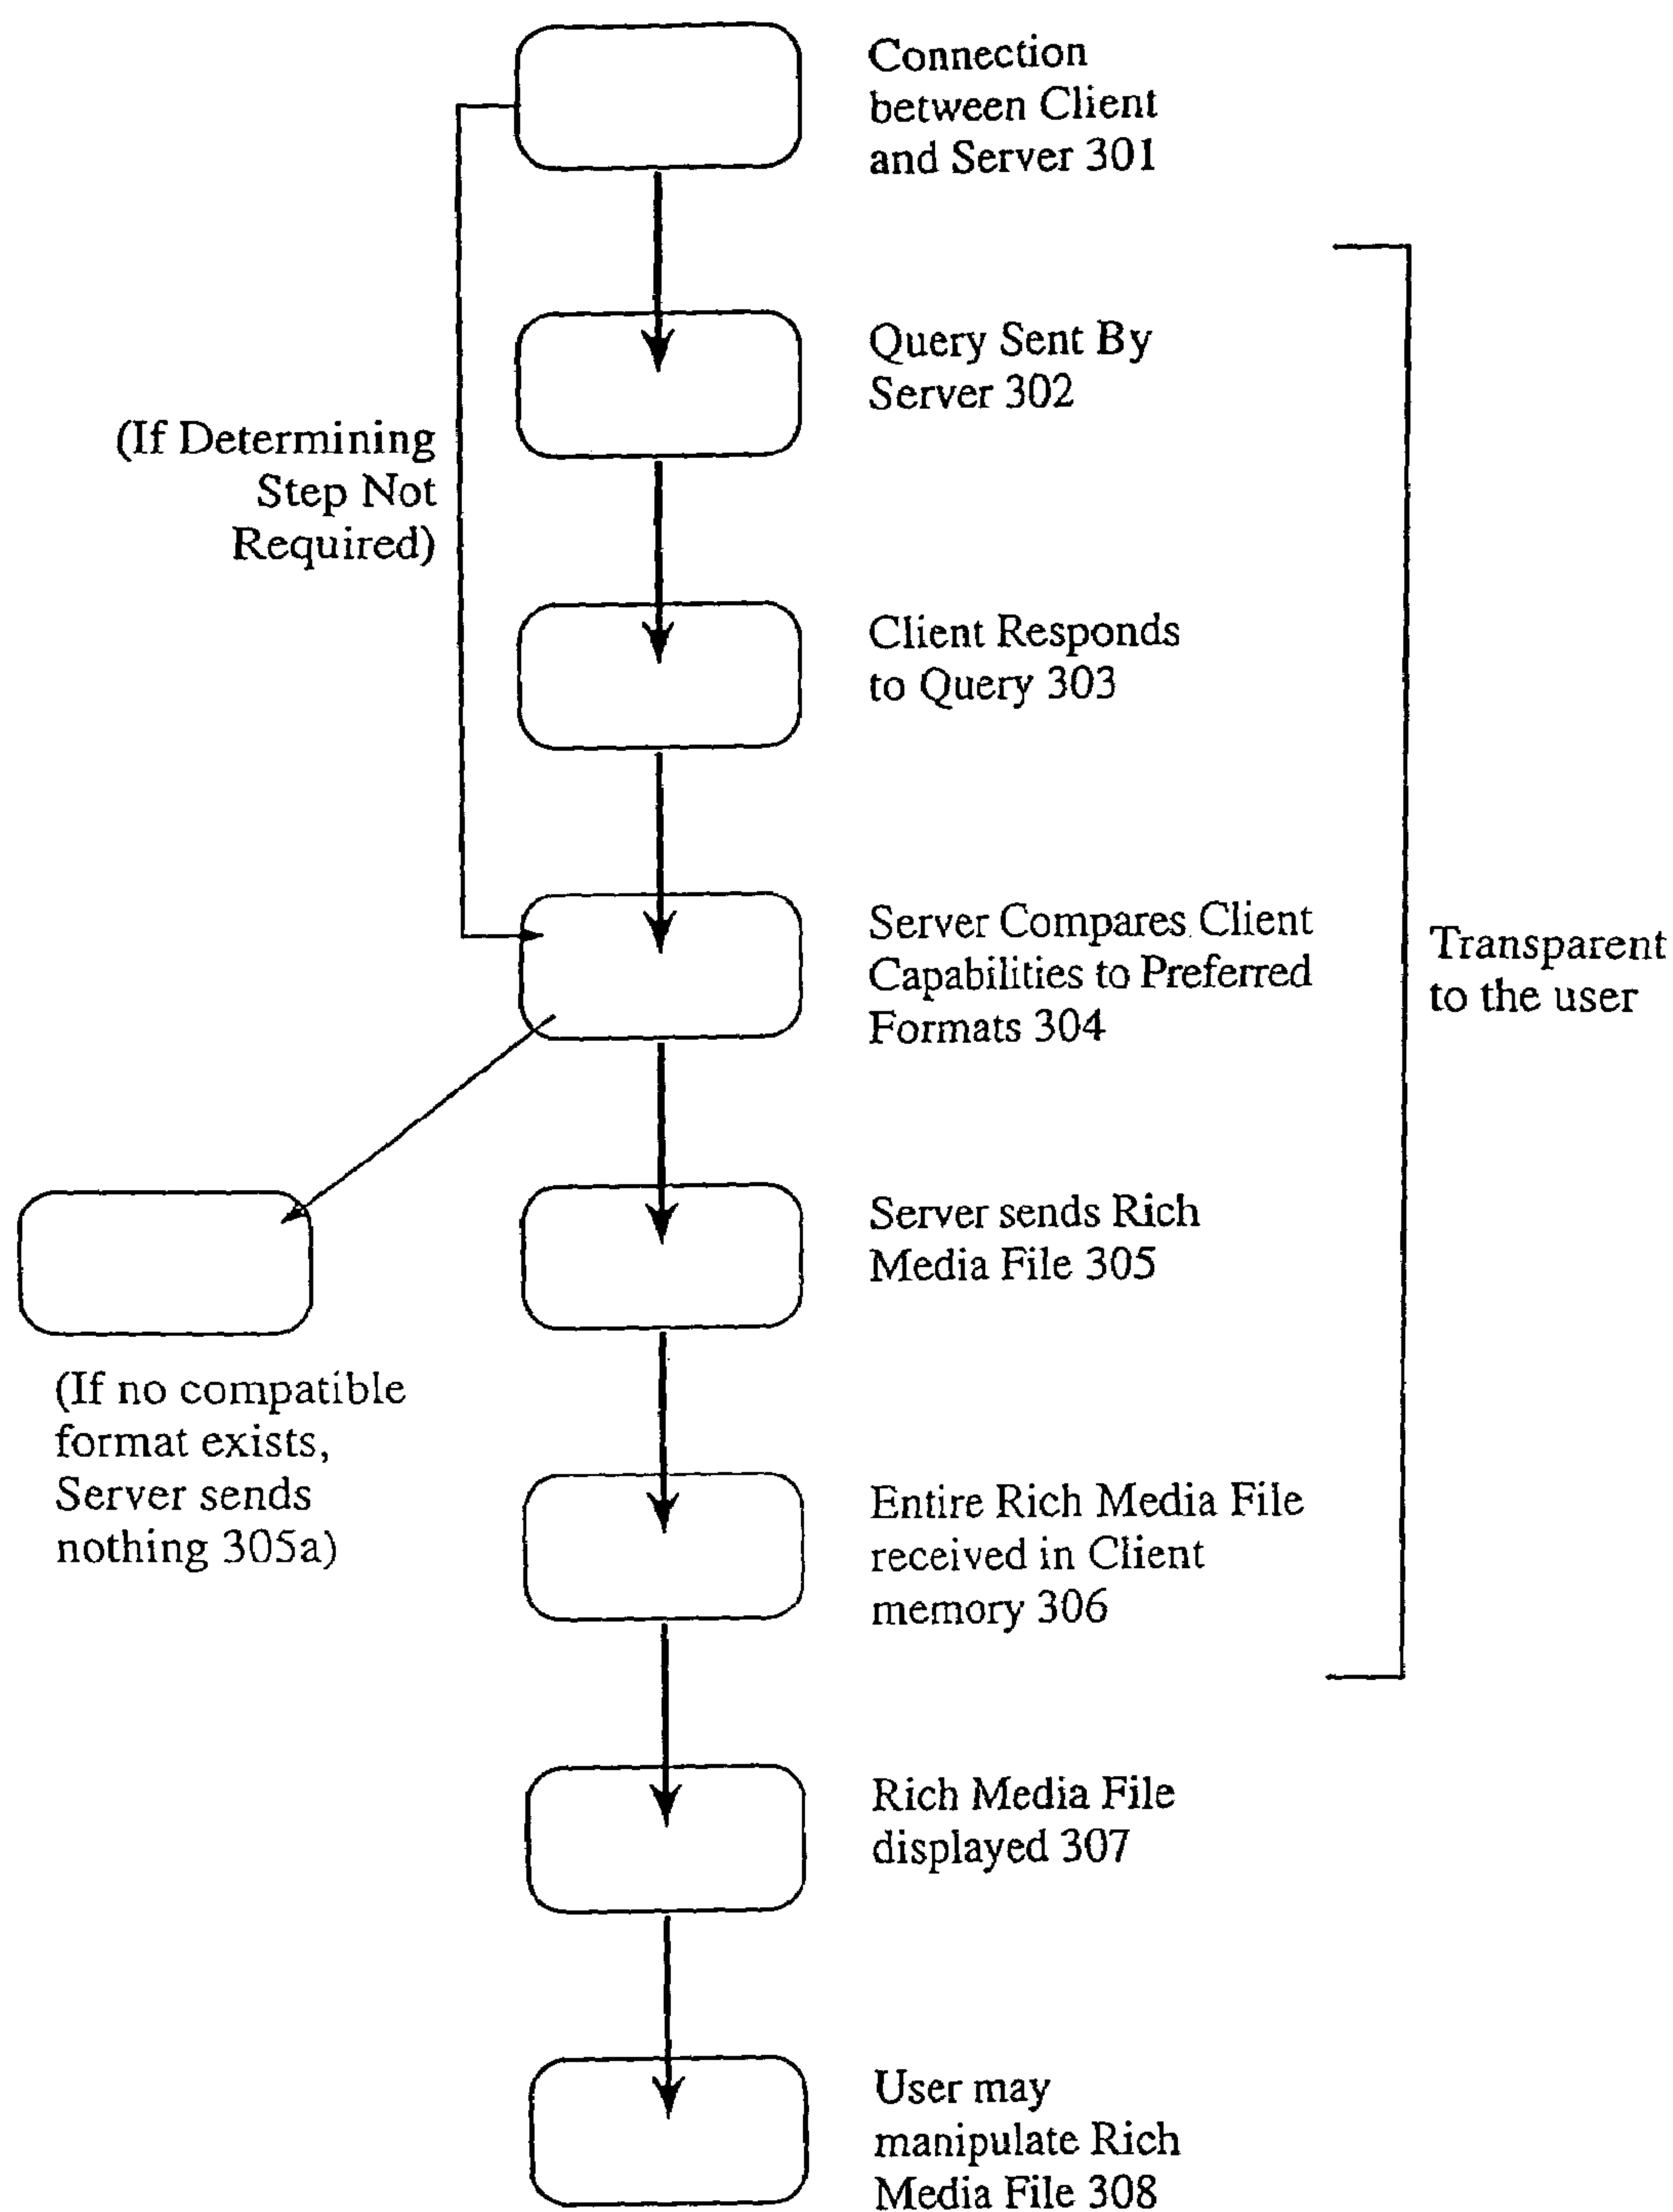 Connection
between Client
and Server 301
Query Sent By
Server 302
(If Determining
Step Not
Required)
Client Responds
to Query 303
Server Compares Client
Capabilities to Preferred
Formats 304
Transparent
to the user
Server sends Rich
Media File 305
(If no compatible
format exists,
Server sends
nothing 305a)
Entire Rich Media File
received in Client
memory 306
Rich Media File
displayed 307
User may
manipulate Rich
Media File 308